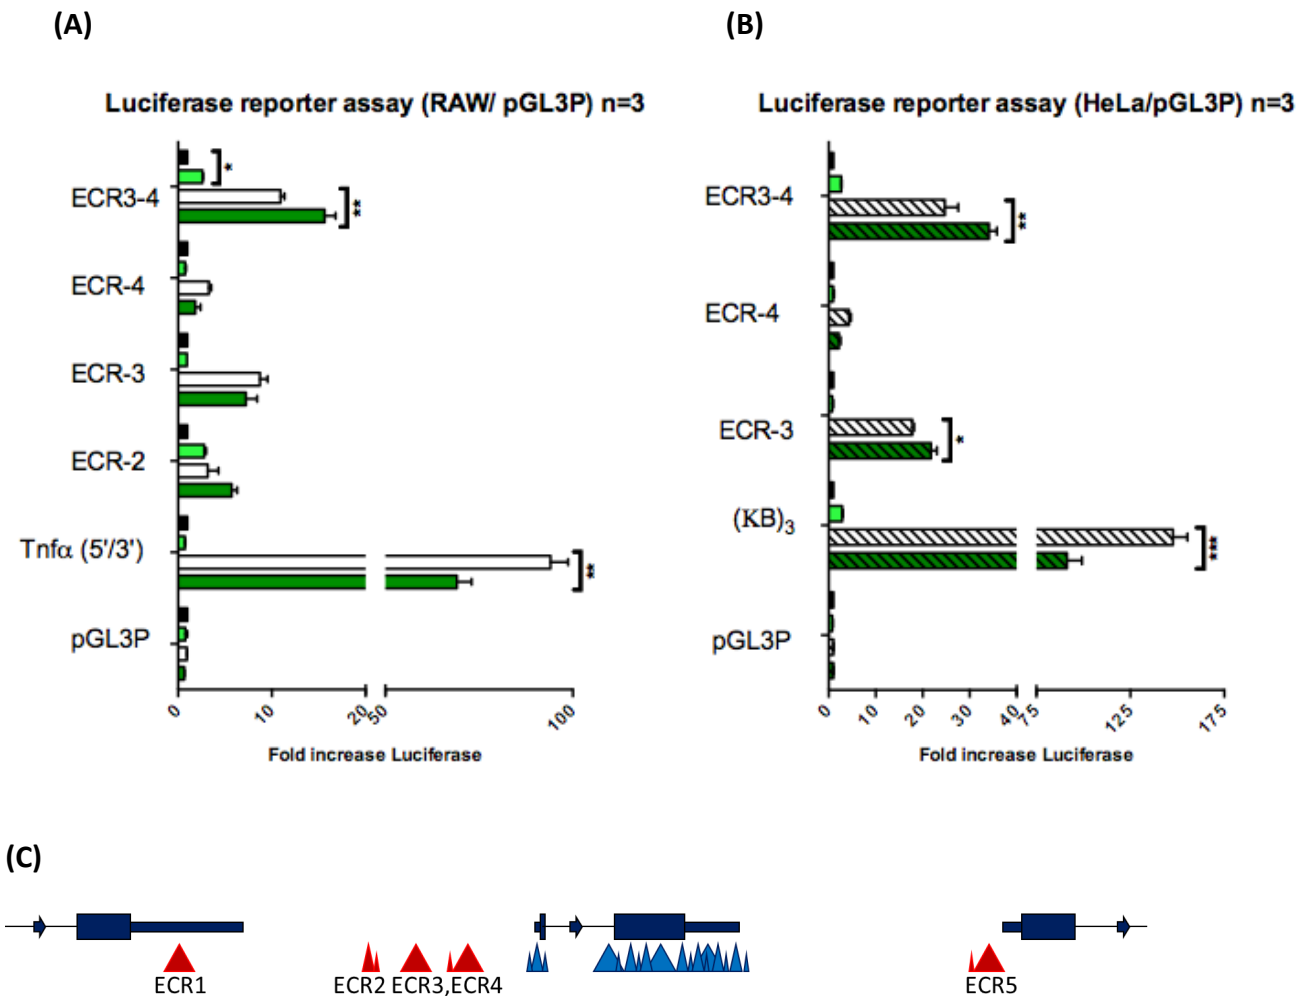 (A)
Luciferase reporter assay (RAW/ pGL3P) n=3
ECR3-4
*
**
ECR-4
ECR-3
ECR-2
Tnfα (5'/3')
**
pGL3P
0 10 20 50 100
Fold increase Luciferase
(B)
Luciferase reporter assay (HeLa/pGL3P) n=3
ECR3-4
**
ECR-4
ECR-3
*
(KB)3
***
pGL3P
0 10 20 30 40 75 125 175
Fold increase Luciferase
(C)
ECR1 ECR2 ECR3,ECR4 ECR5